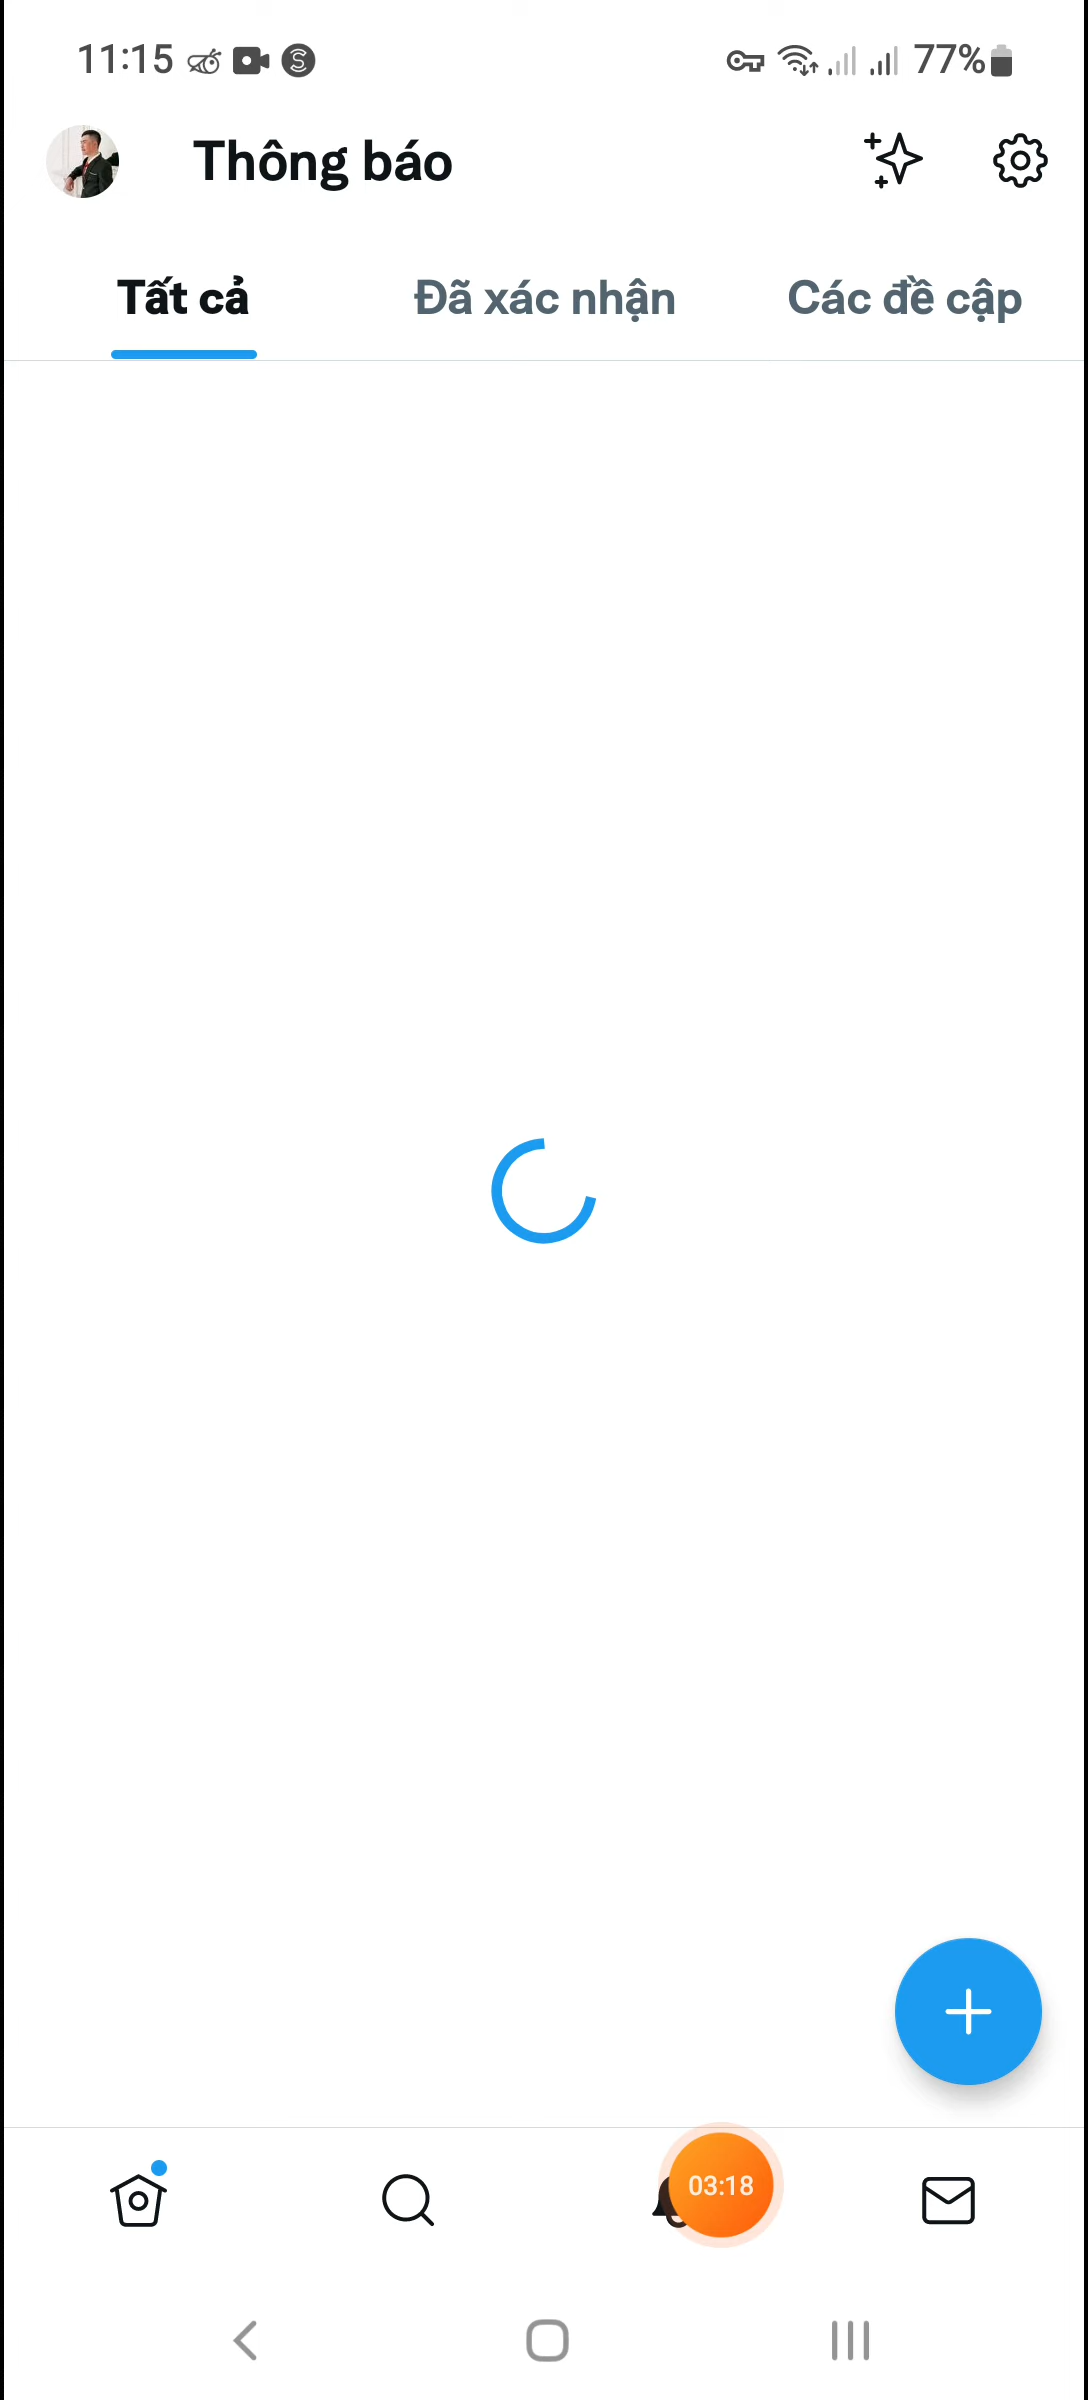 11:15
77%
Thông báo
Tất cả
Đã xác nhận
Các đề cập
03:18